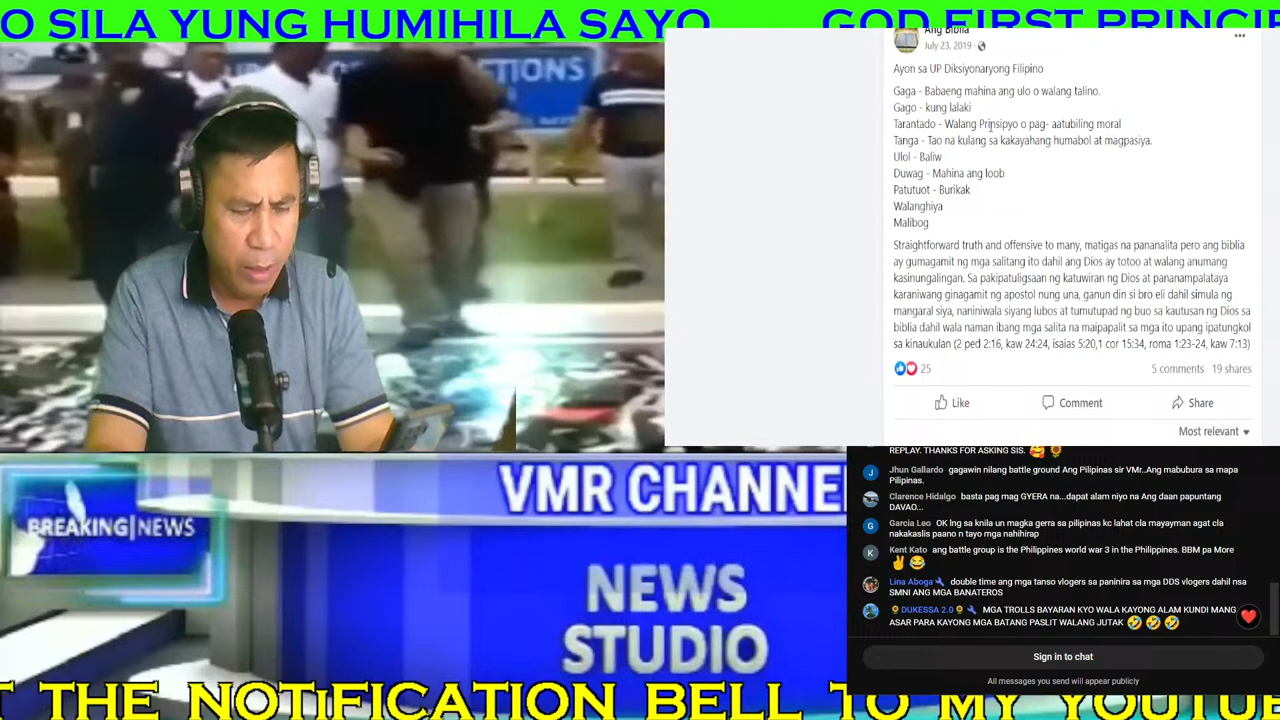 O SILA YUNG HUMIHILA SAYO
GOD FIRST PRINCI
TIONS
Ang Biblia
July 23, 2019
Ayon sa UP Diksiyonaryong Filipino
Gaga - Babaeng mahina ang ulo o walang talino.
Gago - kung lalaki
Tarantado - Walang Prinsipyo o pag- aatubiling moral
Tanga - Tao na kulang sa kakayahang humabol at magpasiya.
Ulol - Baliw
Duwag - Mahina ang loob
Patutuot - Burikak
Walanghiya
Malibog
Straightforward truth and offensive to many, matigas na pananalita pero ang biblia
ay gumagamit ng mga salitang ito dahil ang Dios ay totoo at walang anumang
kasinungalingan. Sa pakipatuligsaan ng katuwiran ng Dios at pananampalataya
karaniwang ginagamit ng apostol nung una, ganun din si bro eli dahil simula ng
mangaral siya, naniniwala siyang lubos at tumutupad ng buo sa kautusan ng Dios sa
biblia dahil wala naman ibang mga salita na maipapalit sa mga ito upang ipatungkol
sa kinaukulan (2 ped 2:16, kaw 24:24, isaias 5:20,1 cor 15:34, roma 1:23-24, kaw 7:13)
25
5 comments 19 shares
Like Comment Share
Most relevant
REPLAY. THANKS FOR ASKING SIS. 🥰 🌻
Jhun Gallardo gagawin nilang battle ground Ang Pilipinas sir VMr..Ang mabubura sa mapa
Pilipinas.
Clarence Hidalgo basta pag mag GYERA na...dapat alam niyo na Ang daan papuntang
DAVAO...
Garcia Leo OK lng sa knila un magka gerra sa pilipinas kc lahat cla mayayman agat cla
nakakaslis paano n tayo mga nahihirap
Kent Kato ang battle group is the Philippines world war 3 in the Philippines. BBM pa More
✌️😂
Lina Aboga 🔧 double time ang mga tanso vlogers sa paninira sa mga DDS vlogers dahil nsa
SMNI ANG MGA BANATEROS
🌻DUKESSA 2.0🌻 🔧 MGA TROLLS BAYARAN KYO WALA KAYONG ALAM KUNDI MANG
ASAR PARA KAYONG MGA BATANG PASLIT WALANG JUTAK 🤣 🤣 🤣
Sign in to chat
All messages you send will appear publicly
VMR CHANNE
BREAKING|NEWS
NEWS
STUDIO
T THE NOTIFICATION BELL TO MY YOUTUB